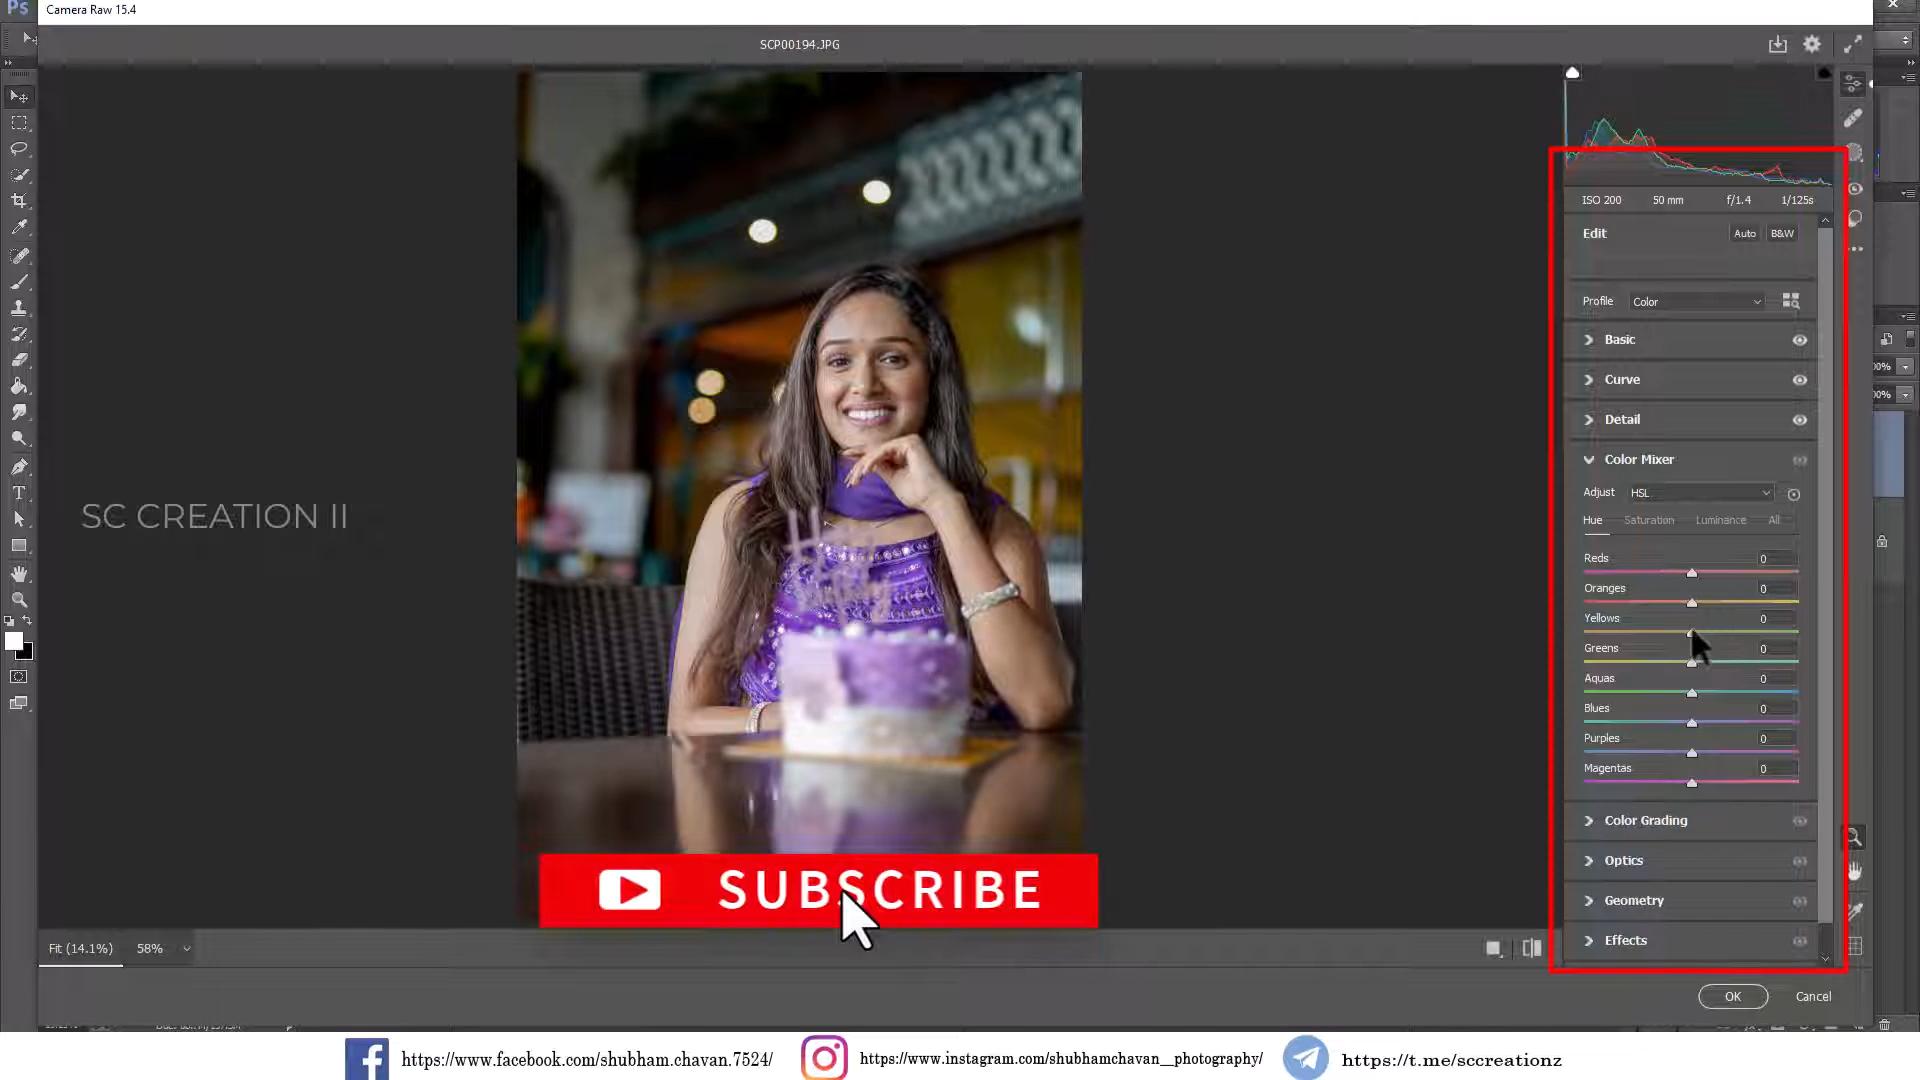 Ps
Camera Raw 15.4
SCP00194.JPG
ISO 200 50 mm f/1.4 1/125s
Edit Auto B&W
Profile Color
Basic
Curve
Detail
Color Mixer
Adjust HSL
Hue Saturation Luminance All
Reds 0
Oranges 0
Yellows 0
Greens 0
Aquas 0
Blues 0
Purples 0
Magentas 0
Color Grading
Optics
Geometry
Effects
SC CREATION II
SUBSCRIBE
Fit (14.1%) 58%
OK Cancel
https://www.facebook.com/shubham.chavan.7524/ https://www.instagram.com/shubhamchavan__photography/ https://t.me/sccreationz